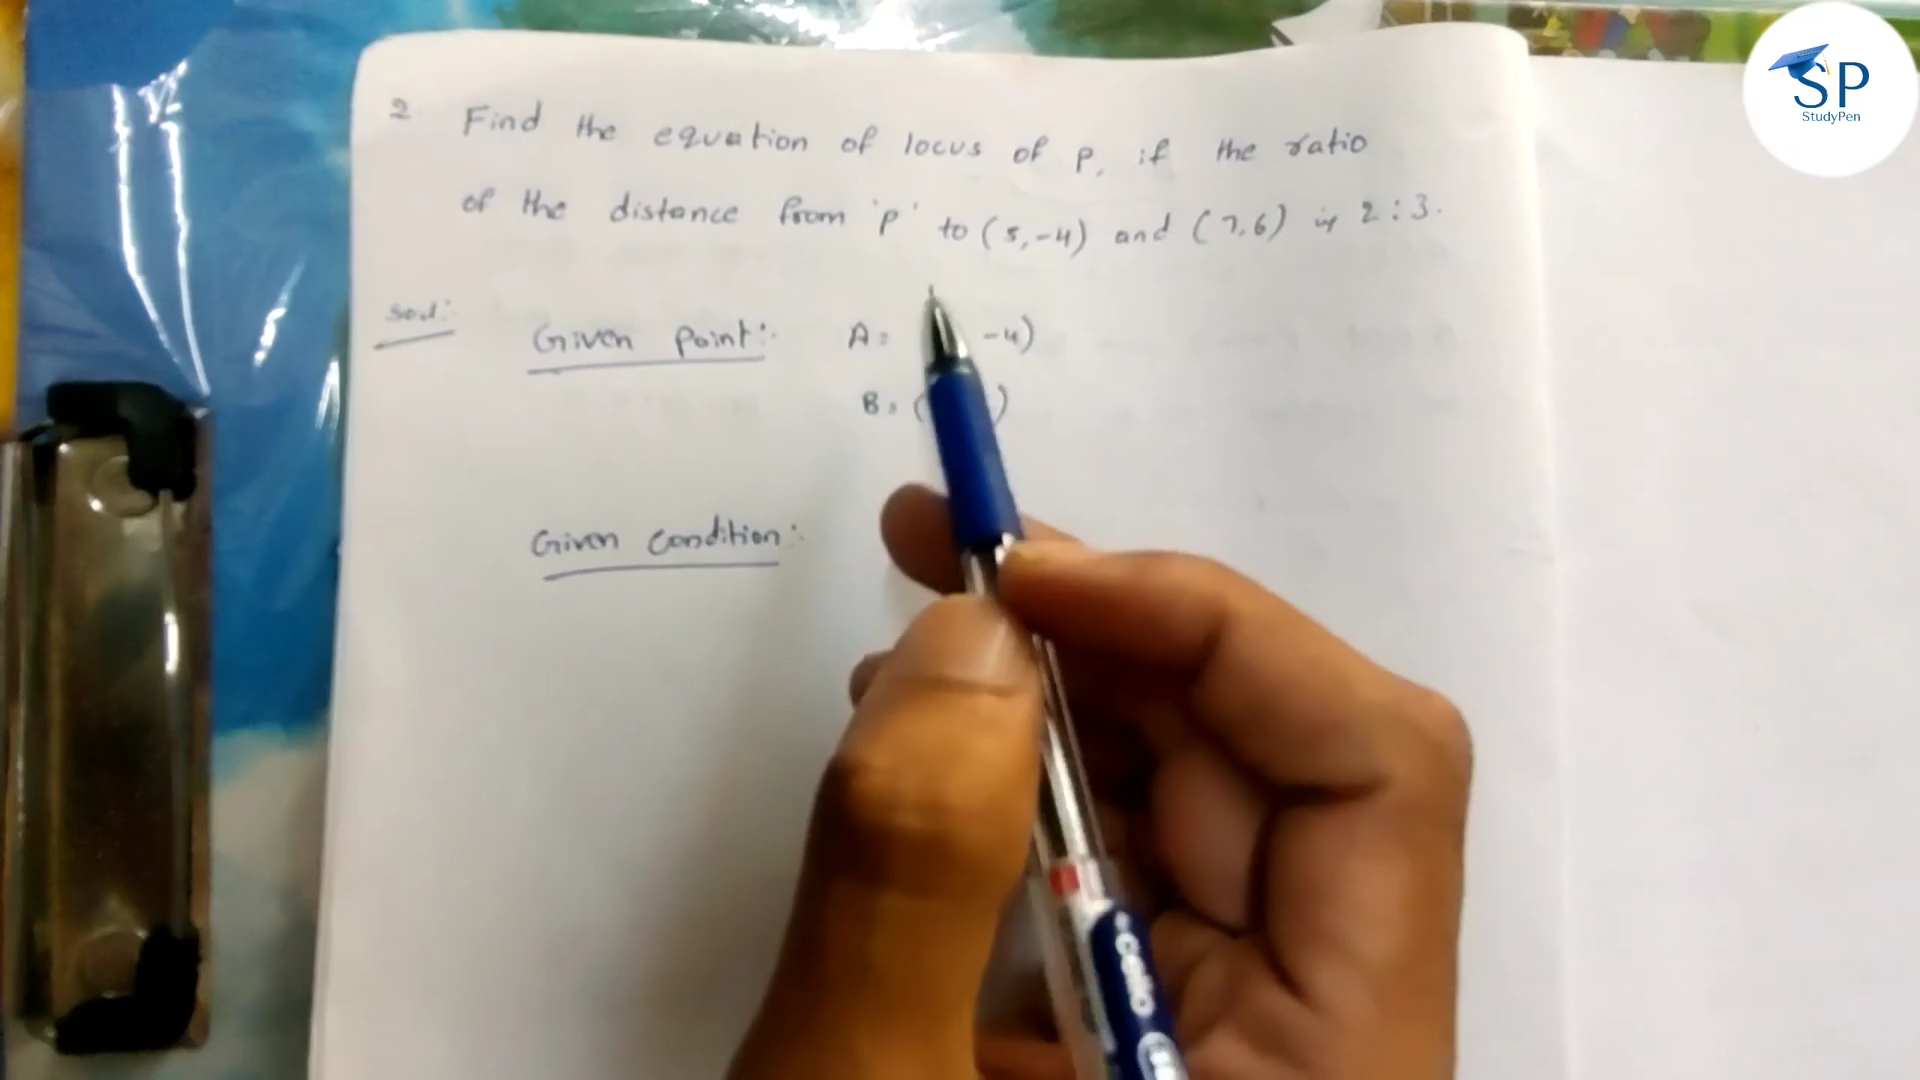 2. Find the equation of locus of P, if the ratio
of the distance from 'P' to (5,-4) and (7,6) is 2:3.
Sol:
Given Point:- A = -4)
B = ( )
Given Condition:-
cello
SP
StudyPen